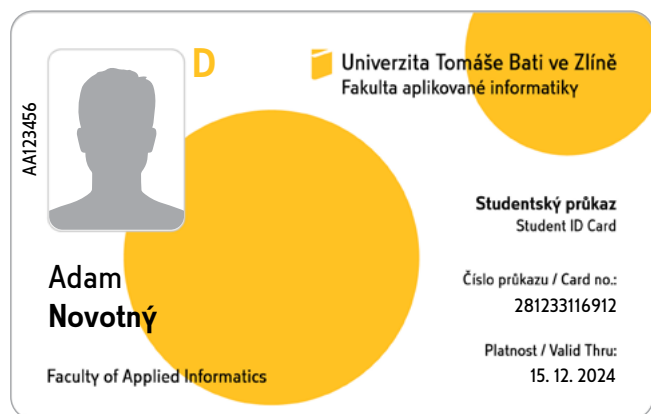 AA123456
D
Univerzita Tomáše Bati ve Zlíně
Fakulta aplikované informatiky
Studentský průkaz
Student ID Card
Adam
Novotný
Číslo průkazu / Card no.:
281233116912
Platnost / Valid Thru:
15. 12. 2024
Faculty of Applied Informatics